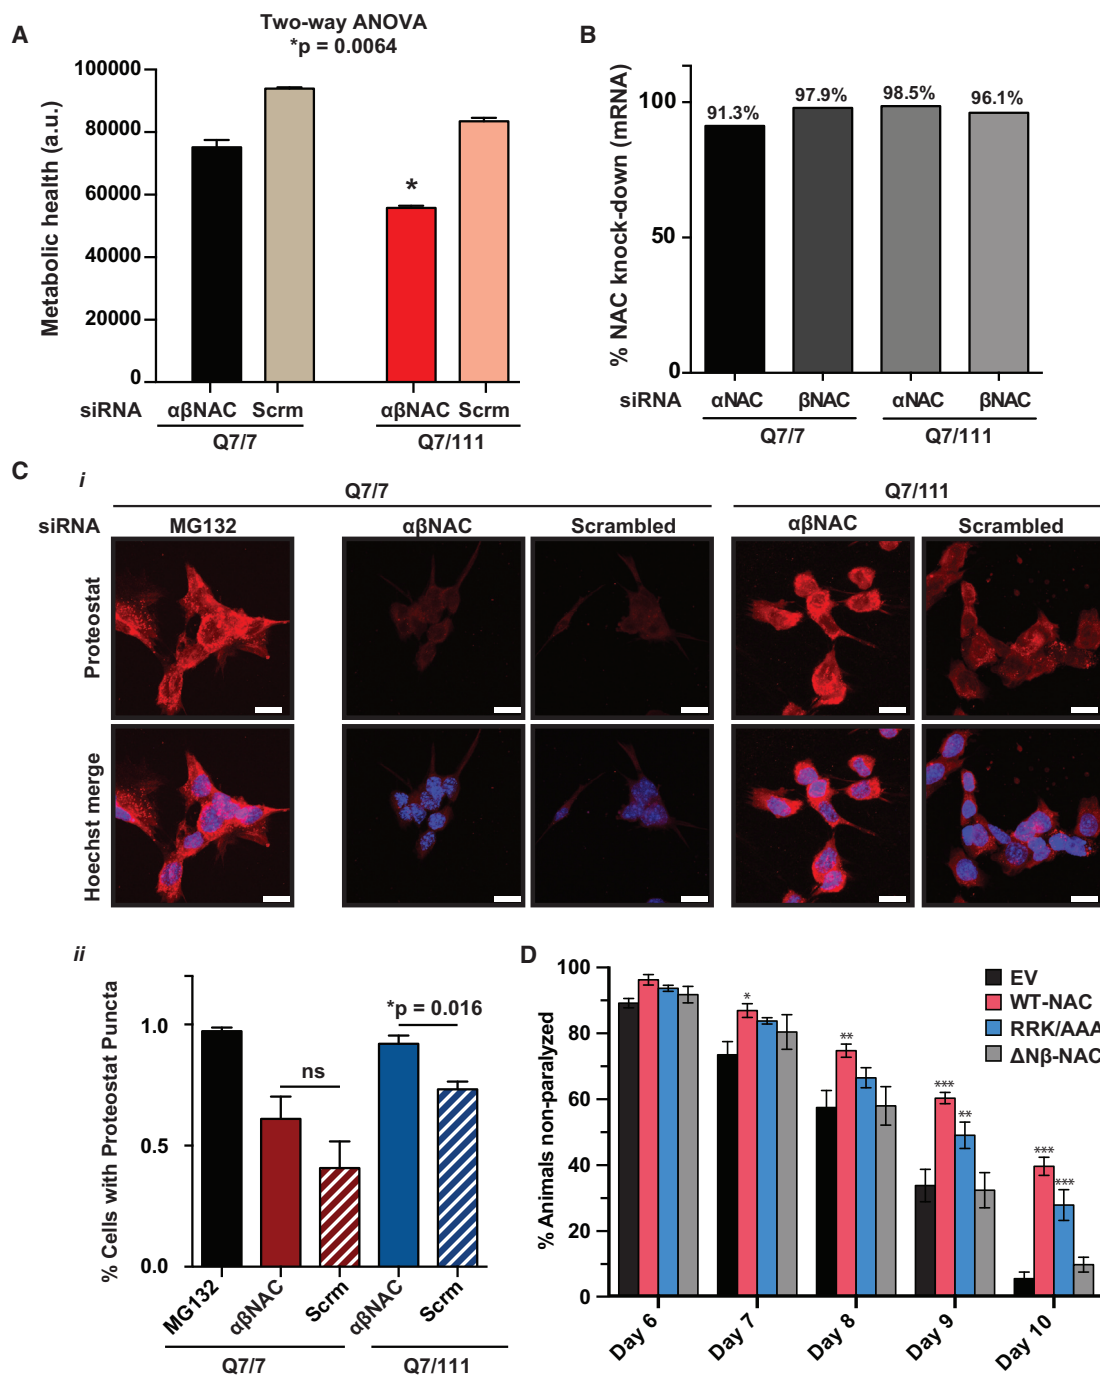 A
Two-way ANOVA
*p = 0.0064
Metabolic health (a.u.)
100000
80000
60000
40000
20000
0
*
siRNA αβNAC Scrm αβNAC Scrm
Q7/7 Q7/111
B
% NAC knock-down (mRNA)
100
50
0
91.3% 97.9% 98.5% 96.1%
siRNA αNAC βNAC αNAC βNAC
Q7/7 Q7/111
C
i
Q7/7 Q7/111
siRNA MG132 αβNAC Scrambled αβNAC Scrambled
Proteostat
Hoechst merge
ii
% Cells with Proteostat Puncta
1.0
0.5
0.0
ns
*p = 0.016
MG132 αβNAC Scrm αβNAC Scrm
Q7/7 Q7/111
D
% Animals non-paralyzed
100
80
60
40
20
0
* ** *** ** *** ***
EV
WT-NAC
RRK/AAA
ΔNβ-NAC
Day 6 Day 7 Day 8 Day 9 Day 10